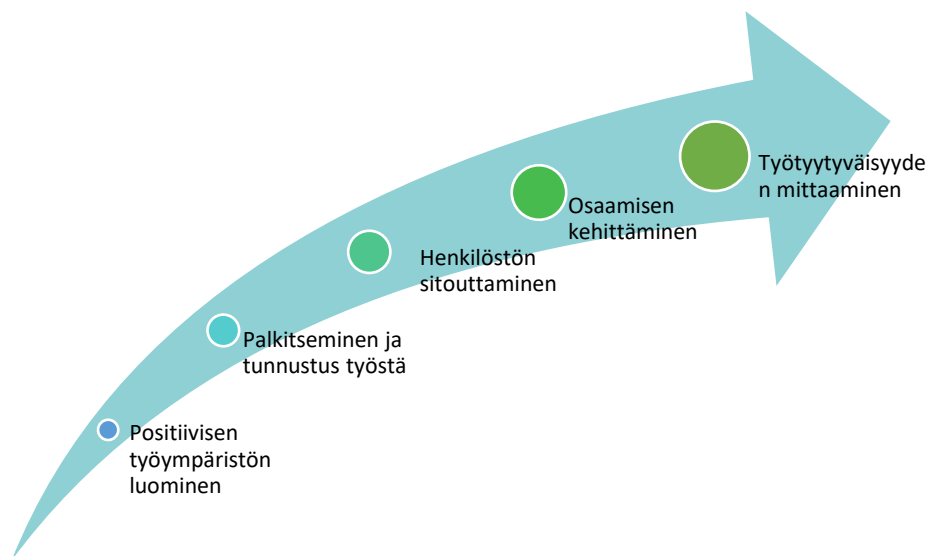 Positiivisen
työympäristön
luominen
Palkitseminen ja
tunnustus työstä
Henkilöstön
sitouttaminen
Osaamisen
kehittäminen
Työtyytyväisyyde
n mittaaminen